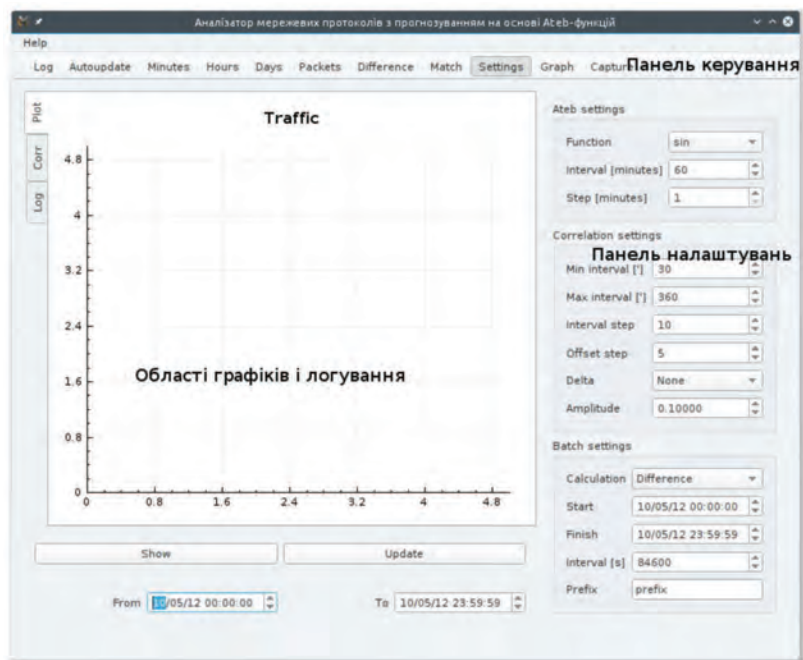 Аналізатор мережевих протоколів з прогнозуванням на основі Ateb-функцій
Help
Log Autoupdate Minutes Hours Days Packets Difference Match Settings Graph Captur Панель керування
Plot
Corr
Log
Traffic
4.8
4
3.2
2.4
1.6
0.8
0
0 0.8 1.6 2.4 3.2 4 4.8
Області графіків і логування
Show Update
From 10/05/12 00:00:00 To 10/05/12 23:59:59
Ateb settings
Function sin
Interval [minutes] 60
Step [minutes] 1
Correlation settings
Панель налаштувань
Min interval ['] 30
Max interval ['] 360
Interval step 10
Offset step 5
Delta None
Amplitude 0.10000
Batch settings
Calculation Difference
Start 10/05/12 00:00:00
Finish 10/05/12 23:59:59
Interval [s] 84600
Prefix prefix